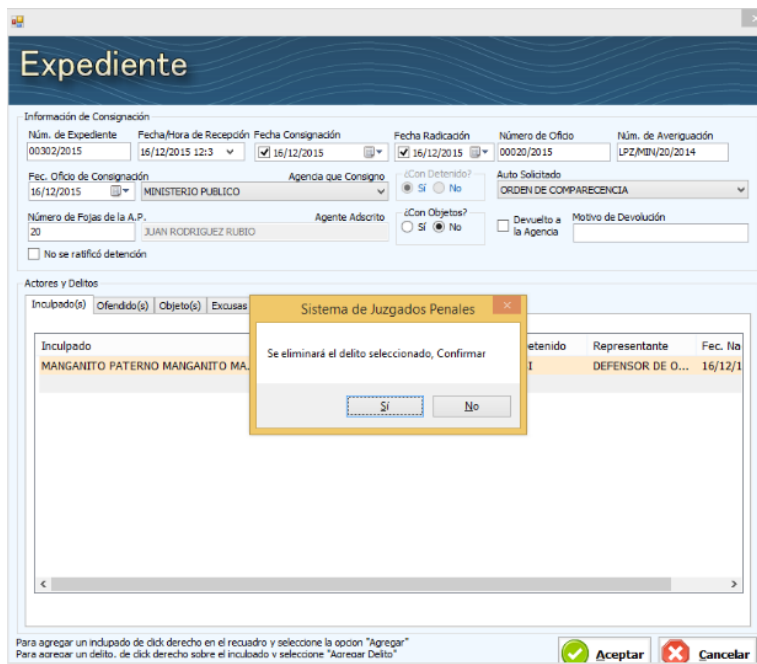 Expediente
Información de Consignación
Núm. de Expediente Fecha/Hora de Recepción Fecha Consignación Fecha Radicación Número de Oficio Núm. de Averiguación
00302/2015 16/12/2015 12:3 16/12/2015 16/12/2015 00020/2015 LPZ/MIN/20/2014
Fec. Oficio de Consignación Agencia que Consigno ¿Con Detenido? Auto Solicitado
16/12/2015 MINISTERIO PUBLICO Sí No ORDEN DE COMPARECENCIA
Número de Fojas de la A.P. Agente Adscrito ¿Con Objetos? Devuelto a la Agencia Motivo de Devolución
20 JUAN RODRIGUEZ RUBIO Sí No
No se ratificó detención
Actores y Delitos
Inculpado(s) Ofendido(s) Objeto(s) Excusas
Sistema de Juzgados Penales
Se eliminará el delito seleccionado, Confirmar
Sí No
Inculpado etenido Representante Fec. Na
MANGANITO PATERNO MANGANITO MA. I DEFENSOR DE O... 16/12/1
Para agregar un inclupado de click derecho en el recuadro y seleccione la opcion "Agregar"
Para agregar un delito, de click derecho sobre el inculpado y seleccione "Agregar Delito"
Aceptar Cancelar